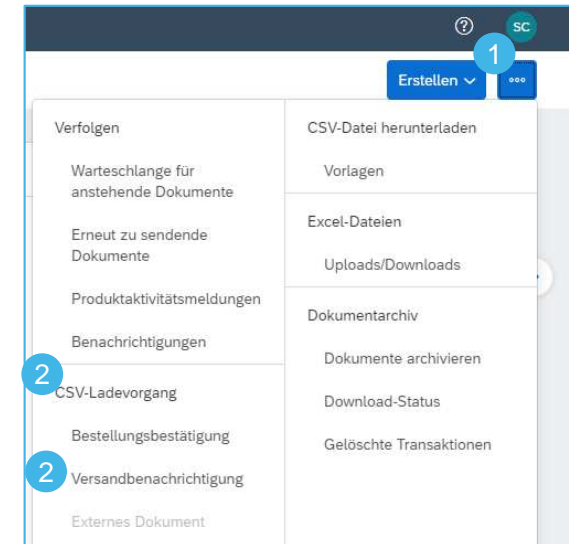 SC
1
Erstellen
Verfolgen
Warteschlange für
anstehende Dokumente
Erneut zu sendende
Dokumente
Produktaktivitätsmeldungen
Benachrichtigungen
2
CSV-Ladevorgang
Bestellungsbestätigung
2
Versandbenachrichtigung
Externes Dokument
CSV-Datei herunterladen
Vorlagen
Excel-Dateien
Uploads/Downloads
Dokumentarchiv
Dokumente archivieren
Download-Status
Gelöschte Transaktionen